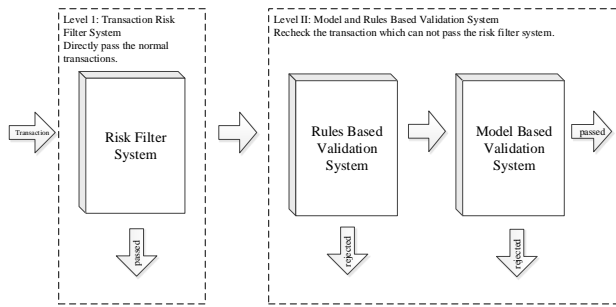 Level 1: Transaction Risk
Filter System
Directly pass the normal
transactions.
Level II: Model and Rules Based Validation System
Recheck the transaction which can not pass the risk filter system.
Transaction
Risk Filter
System
Rules Based
Validation
System
Model Based
Validation
System
passed
passed
rejected
rejected